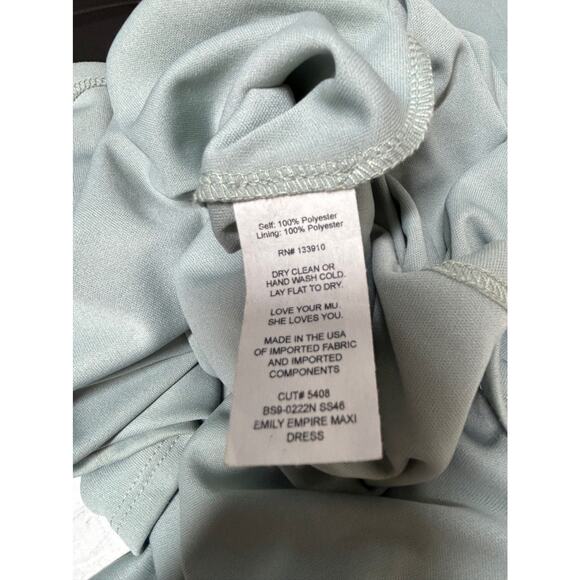 Self: 100% Polyester
Lining: 100% Polyester
RN# 133910
DRY CLEAN OR
HAND WASH COLD.
LAY FLAT TO DRY.
LOVE YOUR MU.
SHE LOVES YOU.
MADE IN THE USA
OF IMPORTED FABRIC
AND IMPORTED
COMPONENTS
CUT# 5408
BS9-0222N SS46
EMILY EMPIRE MAXI
DRESS